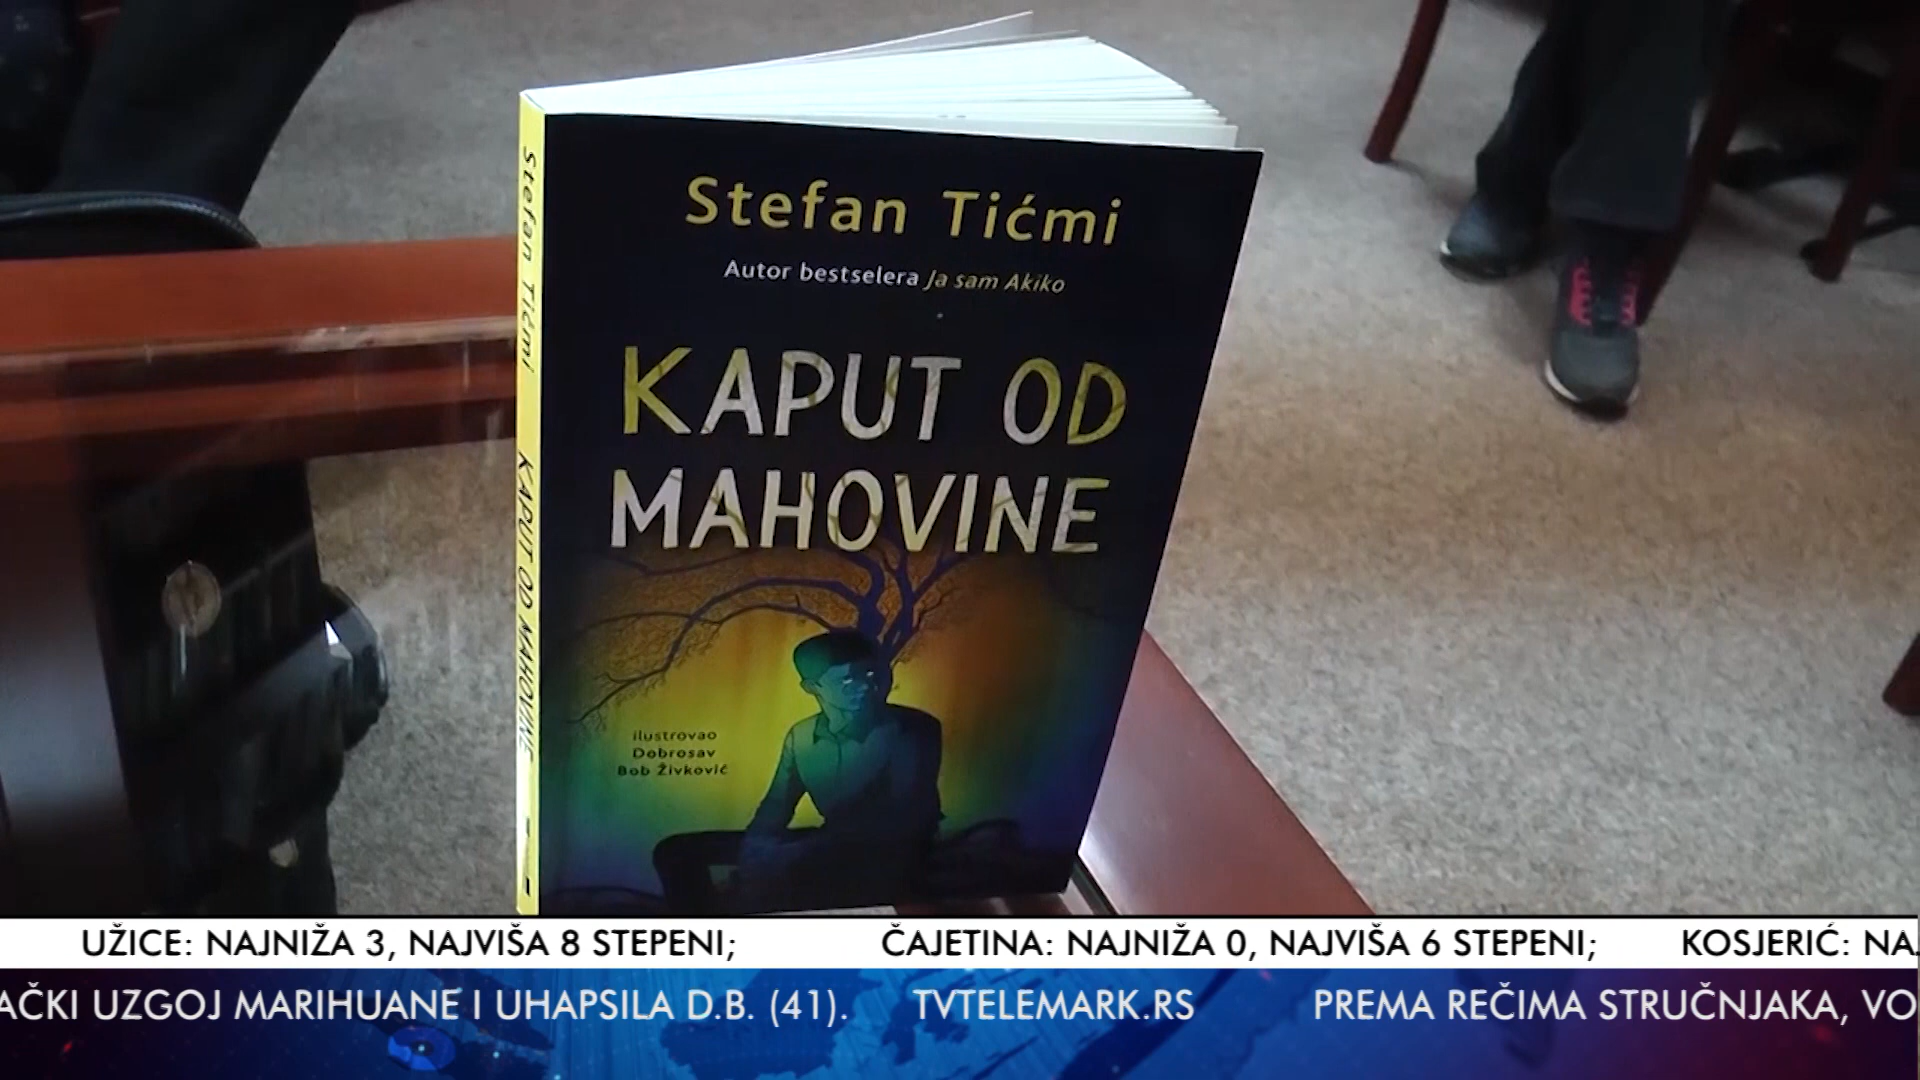 Stefan Tićmi
Autor bestselera Ja sam Akiko
KAPUT OD
MAHOVINE
ilustrovao
Dobrosav
Bob Živković
Stefan Tićmi KAPUT OD MAHOVINE
UŽICE: NAJNIŽA 3, NAJVIŠA 8 STEPENI; ČAJETINA: NAJNIŽA 0, NAJVIŠA 6 STEPENI; KOSJERIĆ: NAJ
AČKI UZGOJ MARIHUANE I UHAPSILA D.B. (41). TVTELEMARK.RS PREMA REČIMA STRUČNJAKA, VO